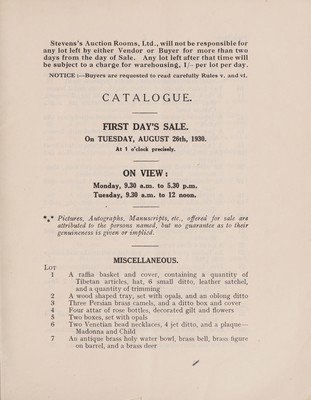 Stevens's Auction Rooms, Ltd., will not be responsible for
any lot left by either Vendor or Buyer for more than two
days from the day of Sale. Any lot left after that time will
be subject to a charge for warehousing, 1/- per lot per day.
NOTICE :—Buyers are requested to read carefully Rules v. and vi.
CATALOGUE.
FIRST DAY'S SALE.
On TUESDAY, AUGUST 26th, 1930.
At 1 o'clock precisely.
ON VIEW :
Monday, 9.30 a.m. to 5.30 p.m.
Tuesday, 9.30 a.m. to 12 noon.
*** Pictures, Autographs, Manuscripts, etc., offered for sale are
attributed to the persons named, but no guarantee as to their
genuineness is given or implied.
MISCELLANEOUS.
LOT
1 A raffia basket and cover, containing a quantity of
Tibetan articles, hat, 6 small ditto, leather satchel,
and a quantity of trimming
2 A wood shaped tray, set with opals, and an oblong ditto
3 Three Persian brass camels, and a ditto box and cover
4 Four attar of rose bottles, decorated gilt and flowers
5 Two boxes, set with opals
6 Two Venetian bead necklaces, 4 jet ditto, and a plaque—
Madonna and Child
7 An antique brass holy water bowl, brass bell, brass figure
on barrel, and a brass deer